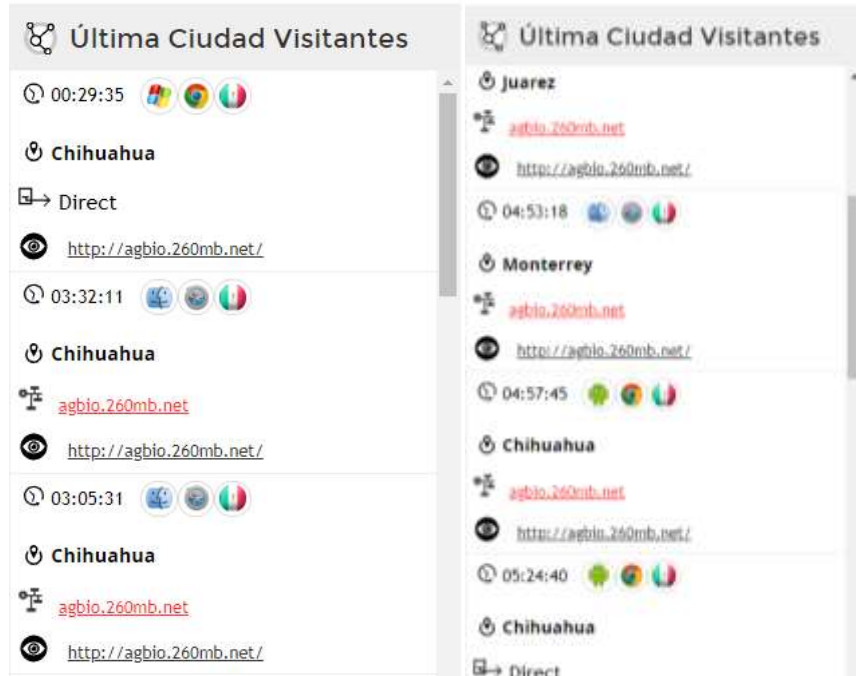 Última Ciudad Visitantes
00:29:35
Chihuahua
Direct
http://agbio.260mb.net/
03:32:11
Chihuahua
agbio.260mb.net
http://agbio.260mb.net/
03:05:31
Chihuahua
agbio.260mb.net
http://agbio.260mb.net/
Última Ciudad Visitantes
Juarez
agbio.260mb.net
http://agbio.260mb.net/
04:53:18
Monterrey
agbio.260mb.net
http://agbio.260mb.net/
04:57:45
Chihuahua
agbio.260mb.net
http://agbio.260mb.net/
05:24:40
Chihuahua
Direct